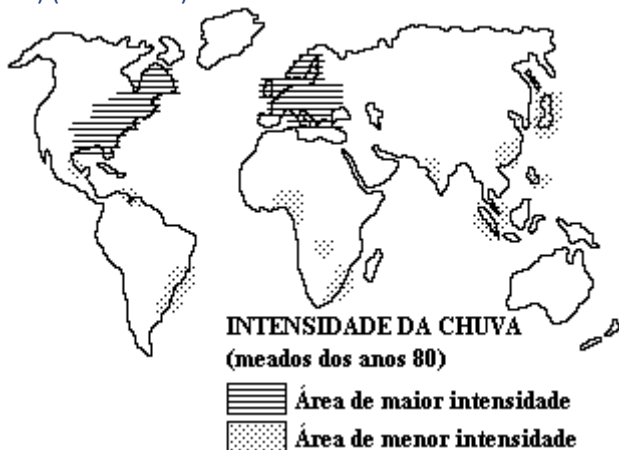 INTENSIDADE DA CHUVA
(meados dos anos 80)
Área de maior intensidade
Área de menor intensidade